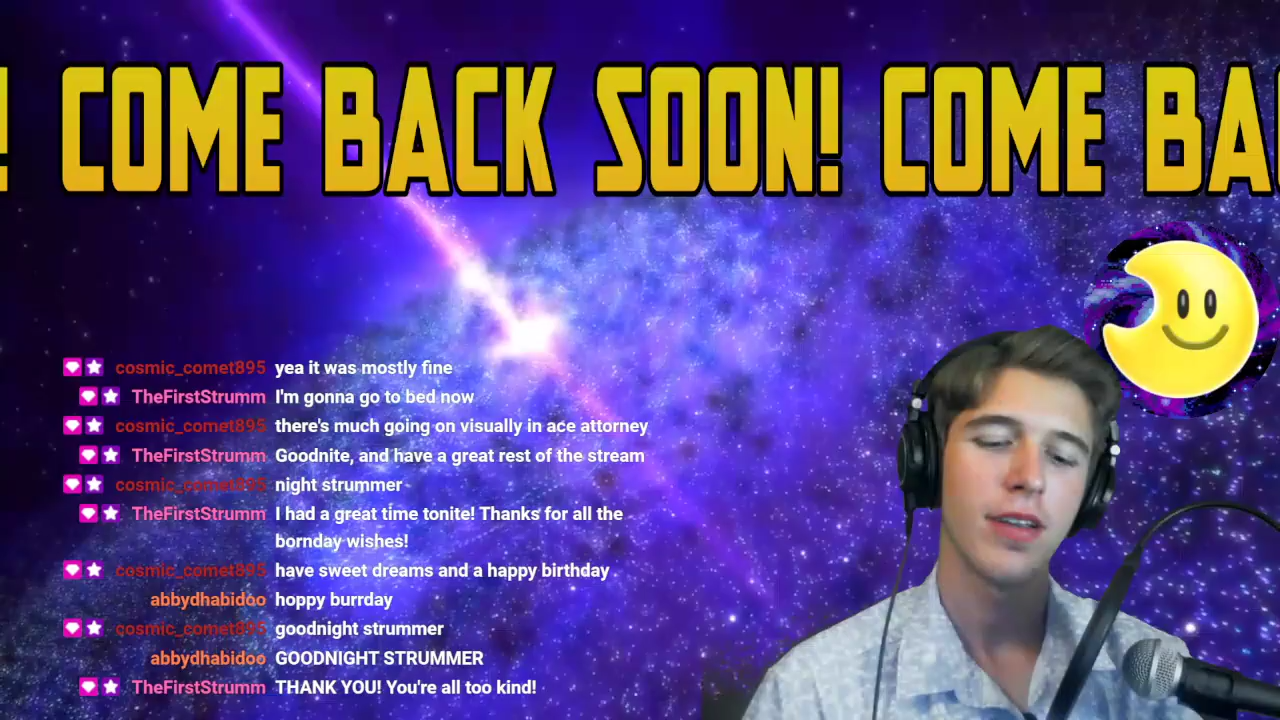 ! COME BACK SOON! COME BA
cosmic_comet895 yea it was mostly fine
TheFirstStrumm I'm gonna go to bed now
cosmic_comet895 there's much going on visually in ace attorney
TheFirstStrumm Goodnite, and have a great rest of the stream
cosmic_comet895 night strummer
TheFirstStrumm I had a great time tonite! Thanks for all the
bornday wishes!
cosmic_comet895 have sweet dreams and a happy birthday
abbydhabidoo hoppy burrday
cosmic_comet895 goodnight strummer
abbydhabidoo GOODNIGHT STRUMMER
TheFirstStrumm THANK YOU! You're all too kind!